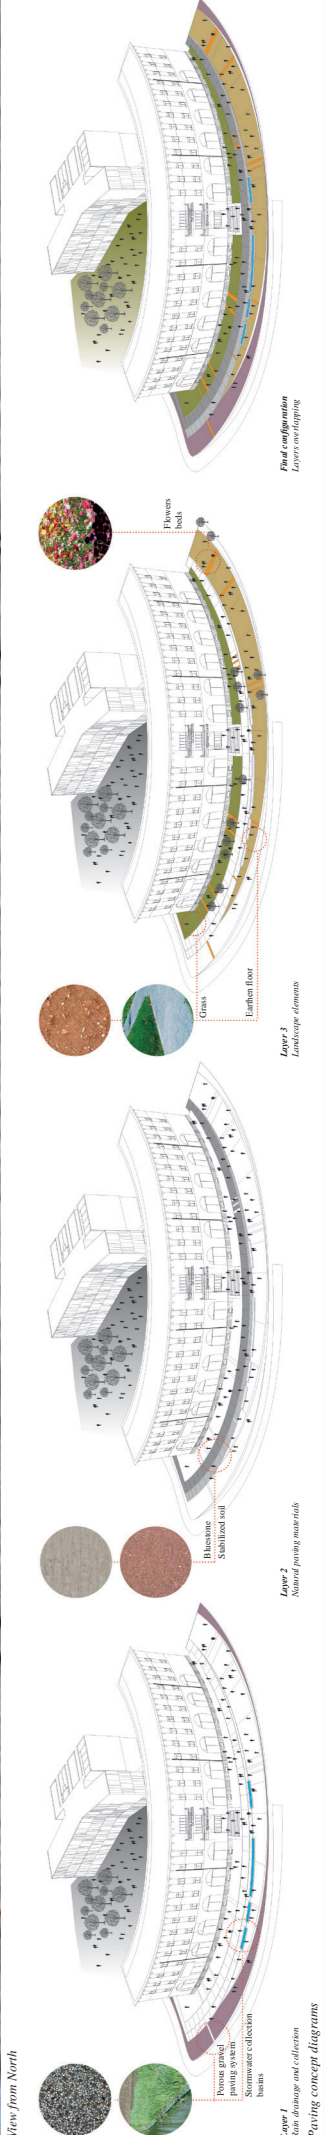 View from North
Porous gravel
paving system
Stormwater collection
basins
Layer 1
Rain drainage and collection
Paving concept diagrams
Bluestone
Stabilized soil
Layer 2
Natural paving materials
Grass
Earthen floor
Flowers
beds
Layer 3
Landscape elements
Final configuration
Layers overlapping